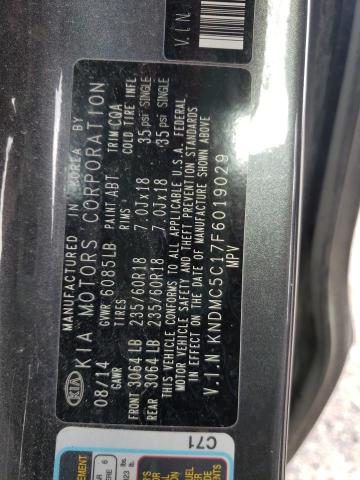 MANUFACTURED IN KOREA BY
KIA KIA MOTORS CORPORATION
08/14 GVWR 6085LB PAINT ABT TRIM CQA
GAWR TIRES RIMS COLD TIRE INFL.
FRONT 3064 LB 235/60R18 7.0Jx18 35 psi SINGLE
REAR 3064 LB 235/60R18 7.0Jx18 35 psi SINGLE
THIS VEHICLE CONFORMS TO ALL APPLICABLE U.S.A. FEDERAL
MOTOR VEHICLE SAFETY AND THEFT PREVENTION STANDARDS
IN EFFECT ON THE DATE OF MANUFACTURE SHOWN ABOVE
V.I.N: KNDMC5C17F6019029
MPV
V.I.N
C71